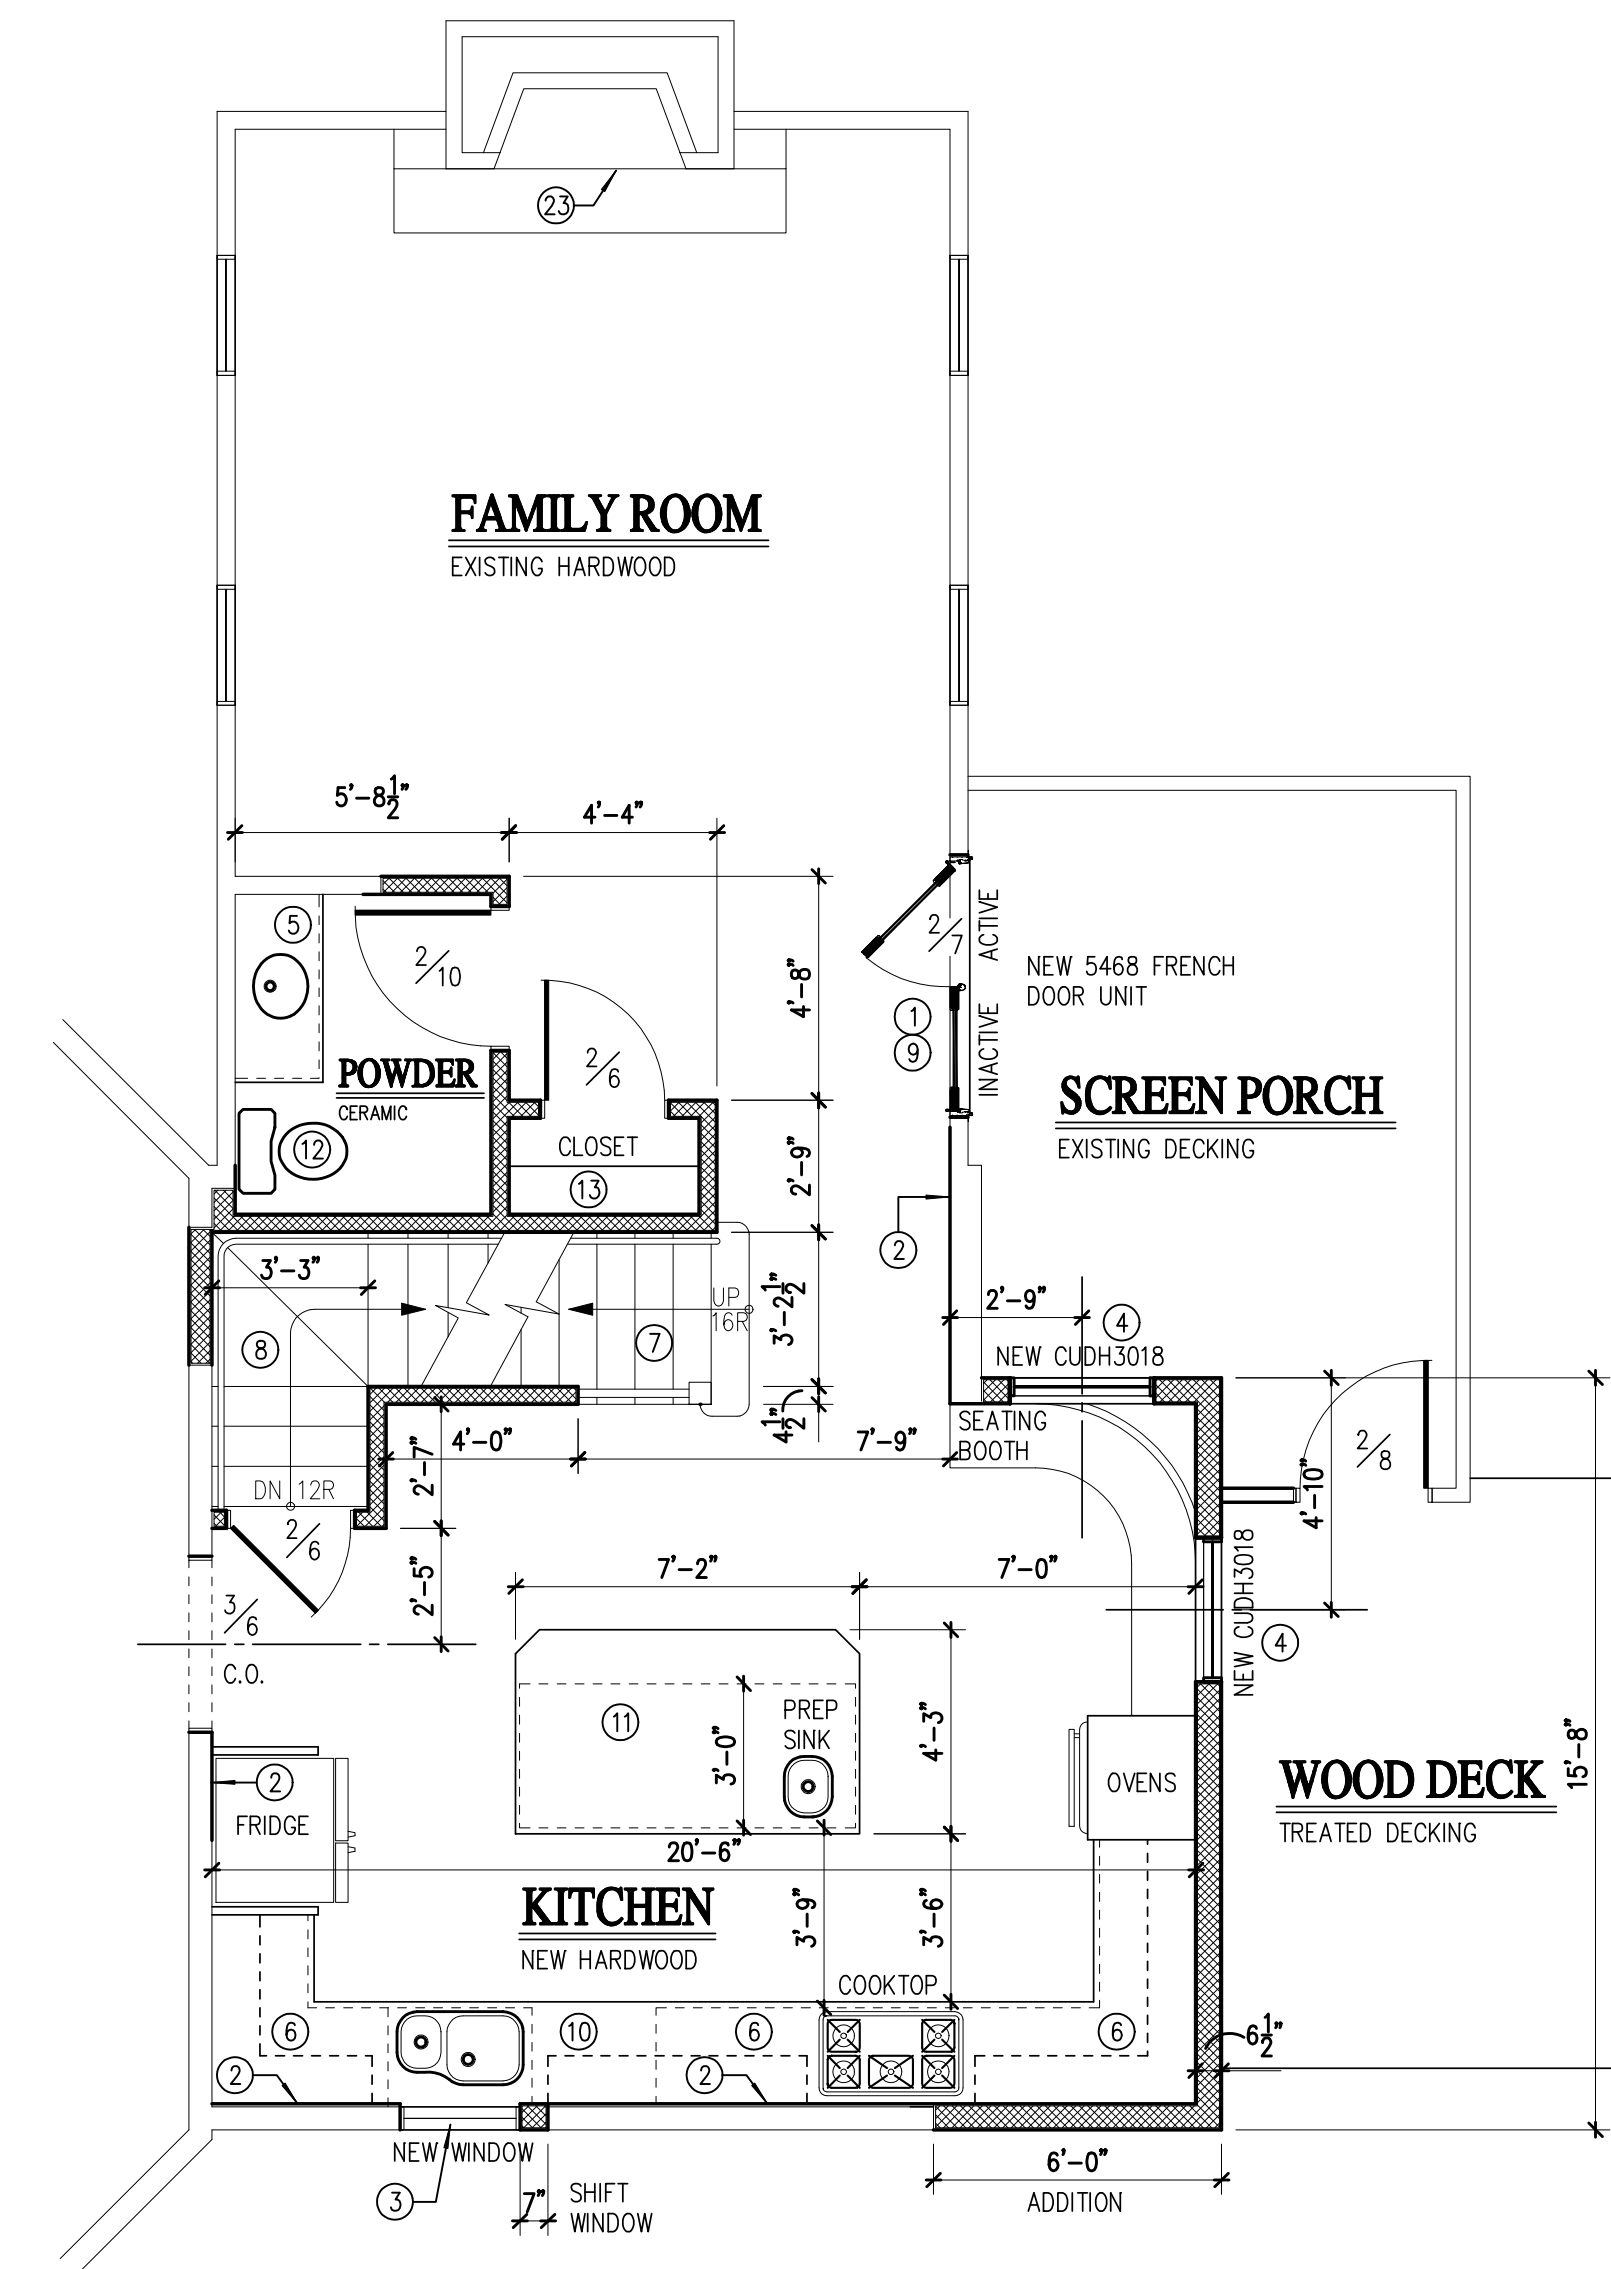 23
FAMILY ROOM
EXISTING HARDWOOD
5'-8 1/2"
4'-4"
5
2/10
2/6
4'-8"
2/7
ACTIVE
INACTIVE
1
9
NEW 5468 FRENCH
DOOR UNIT
POWDER
CERAMIC
12
CLOSET
13
2'-9"
SCREEN PORCH
EXISTING DECKING
2
3'-3"
8
7
UP
16R
3'-2 1/2"
2'-9"
4
NEW CUDH3018
4 1/2"
4'-0"
7'-9"
SEATING
BOOTH
2'-7"
DN 12R
2/6
2/8
4'-10"
NEW CUDH3018
4
2'-5"
7'-2"
7'-0"
3/6
C.O.
11
3'-0"
PREP
SINK
4'-3"
2
FRIDGE
OVENS
WOOD DECK
TREATED DECKING
15'-8"
20'-6"
KITCHEN
NEW HARDWOOD
3'-9"
3'-6"
COOKTOP
6
10
6
6
6 1/2"
2
2
NEW WINDOW
3
7"
SHIFT
WINDOW
6'-0"
ADDITION